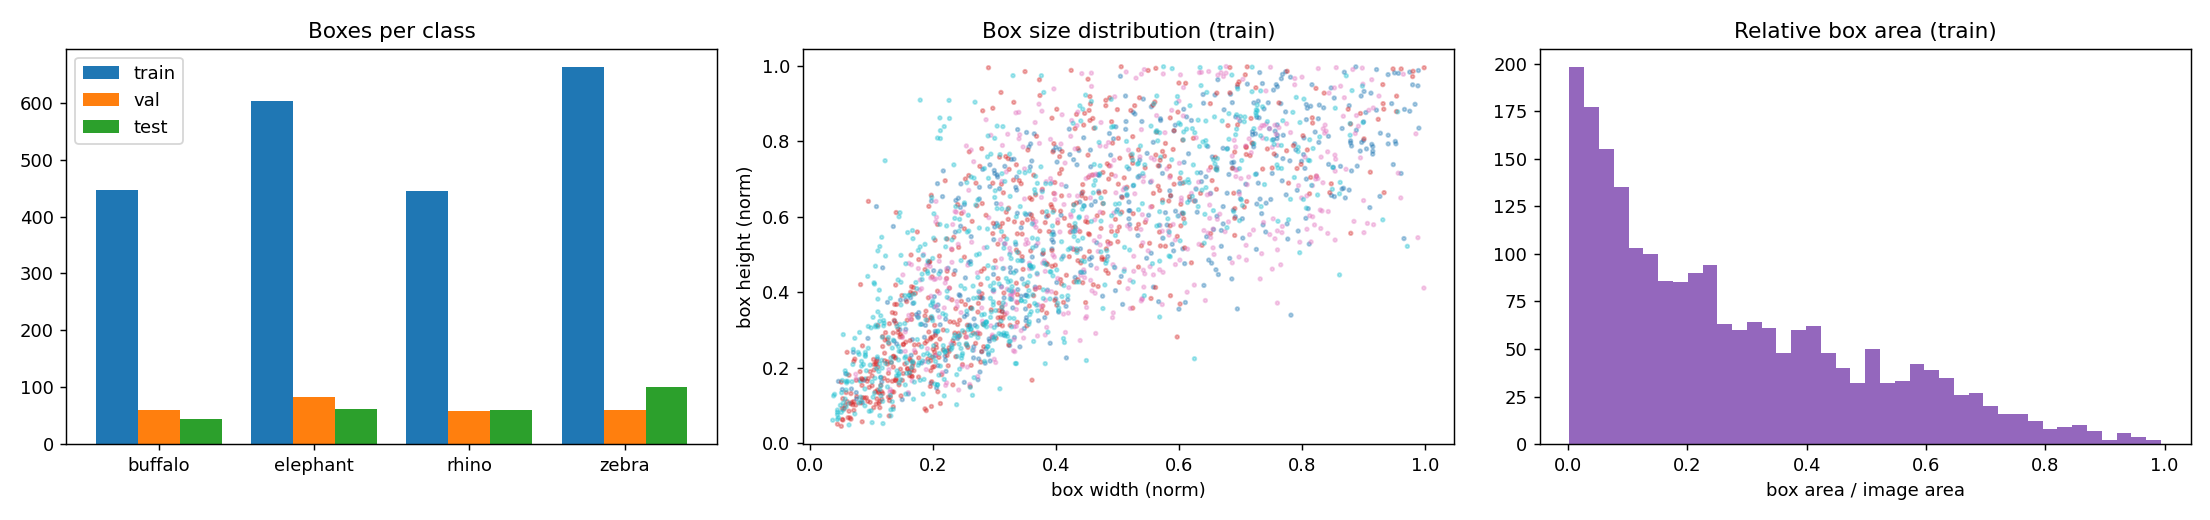 Boxes per class
train
val
test
600
500
400
300
200
100
0
buffalo elephant rhino zebra
Box size distribution (train)
box height (norm)
1.0
0.8
0.6
0.4
0.2
0.0
0.0 0.2 0.4 0.6 0.8 1.0
box width (norm)
Relative box area (train)
200
175
150
125
100
75
50
25
0
0.0 0.2 0.4 0.6 0.8 1.0
box area / image area